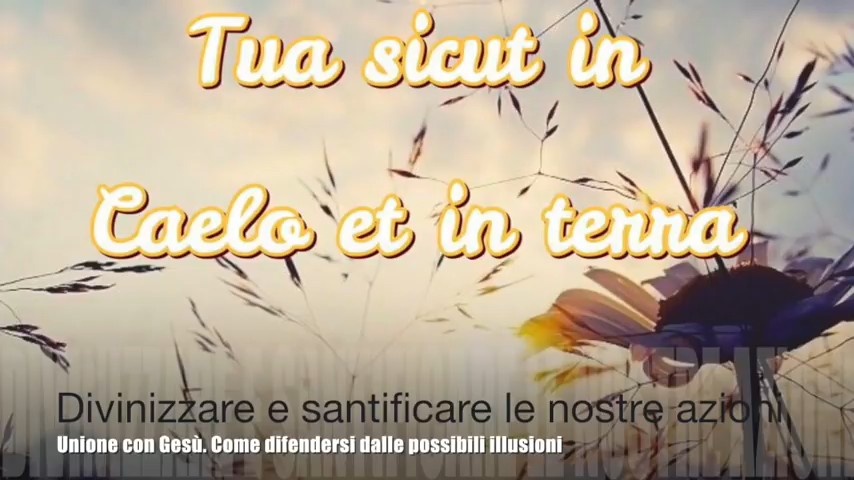 Tua sicut in
Caelo et in terra
Divinizzare e santificare le nostre azioni
Unione con Gesù. Come difendersi dalle possibili illusioni